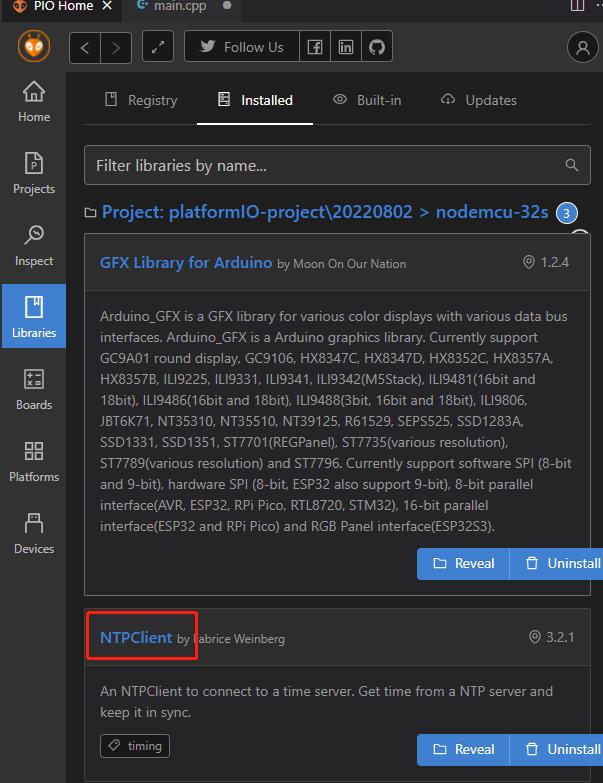 PIO Home
main.cpp
Follow Us
Home
Projects
Inspect
Libraries
Boards
Platforms
Devices
Registry
Installed
Built-in
Updates
Filter libraries by name...
Project: platformIO-project\20220802 > nodemcu-32s 3
GFX Library for Arduino by Moon On Our Nation 1.2.4
Arduino_GFX is a GFX library for various color displays with various data bus
interfaces. Arduino_GFX is a Arduino graphics library. Currently support
GC9A01 round display, GC9106, HX8347C, HX8347D, HX8352C, HX8357A,
HX8357B, ILI9225, ILI9331, ILI9341, ILI9342(M5Stack), ILI9481(16bit and
18bit), ILI9486(16bit and 18bit), ILI9488(3bit, 16bit and 18bit), ILI9806,
JBT6K71, NT35310, NT35510, NT39125, R61529, SEPS525, SSD1283A,
SSD1331, SSD1351, ST7701(REGPanel), ST7735(various resolution),
ST7789(various resolution) and ST7796. Currently support software SPI (8-bit
and 9-bit), hardware SPI (8-bit, ESP32 also support 9-bit), 8-bit parallel
interface(AVR, ESP32, RPi Pico, RTL8720, STM32), 16-bit parallel
interface(ESP32 and RPi Pico) and RGB Panel interface(ESP32S3).
Reveal
Uninstall
NTPClient by Fabrice Weinberg 3.2.1
An NTPClient to connect to a time server. Get time from a NTP server and
keep it in sync.
timing
Reveal
Uninstall